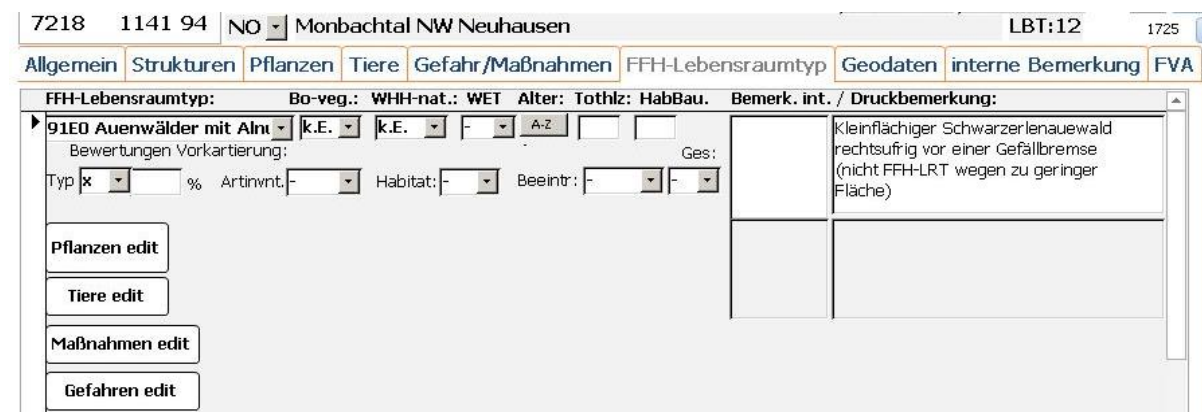 7218 1141 94 NO Monbachtal NW Neuhausen LBT:12 1725
Allgemein Strukturen Pflanzen Tiere Gefahr/Maßnahmen FFH-Lebensraumtyp Geodaten interne Bemerkung FVA
FFH-Lebensraumtyp: Bo-veg.: WHH-nat.: WET Alter: Tothlz: HabBau. Bemerk. int. / Druckbemerkung:
91E0 Auenwälder mit Alnu k.E. k.E. - A-Z
Kleinflächiger Schwarzerlenauewald
rechtsufrig vor einer Gefällbremse
(nicht FFH-LRT wegen zu geringer
Fläche)
Bewertungen Vorkartierung: Ges:
Typ x % Artinvnt. - Habitat: - Beeintr: - -
Pflanzen edit
Tiere edit
Maßnahmen edit
Gefahren edit